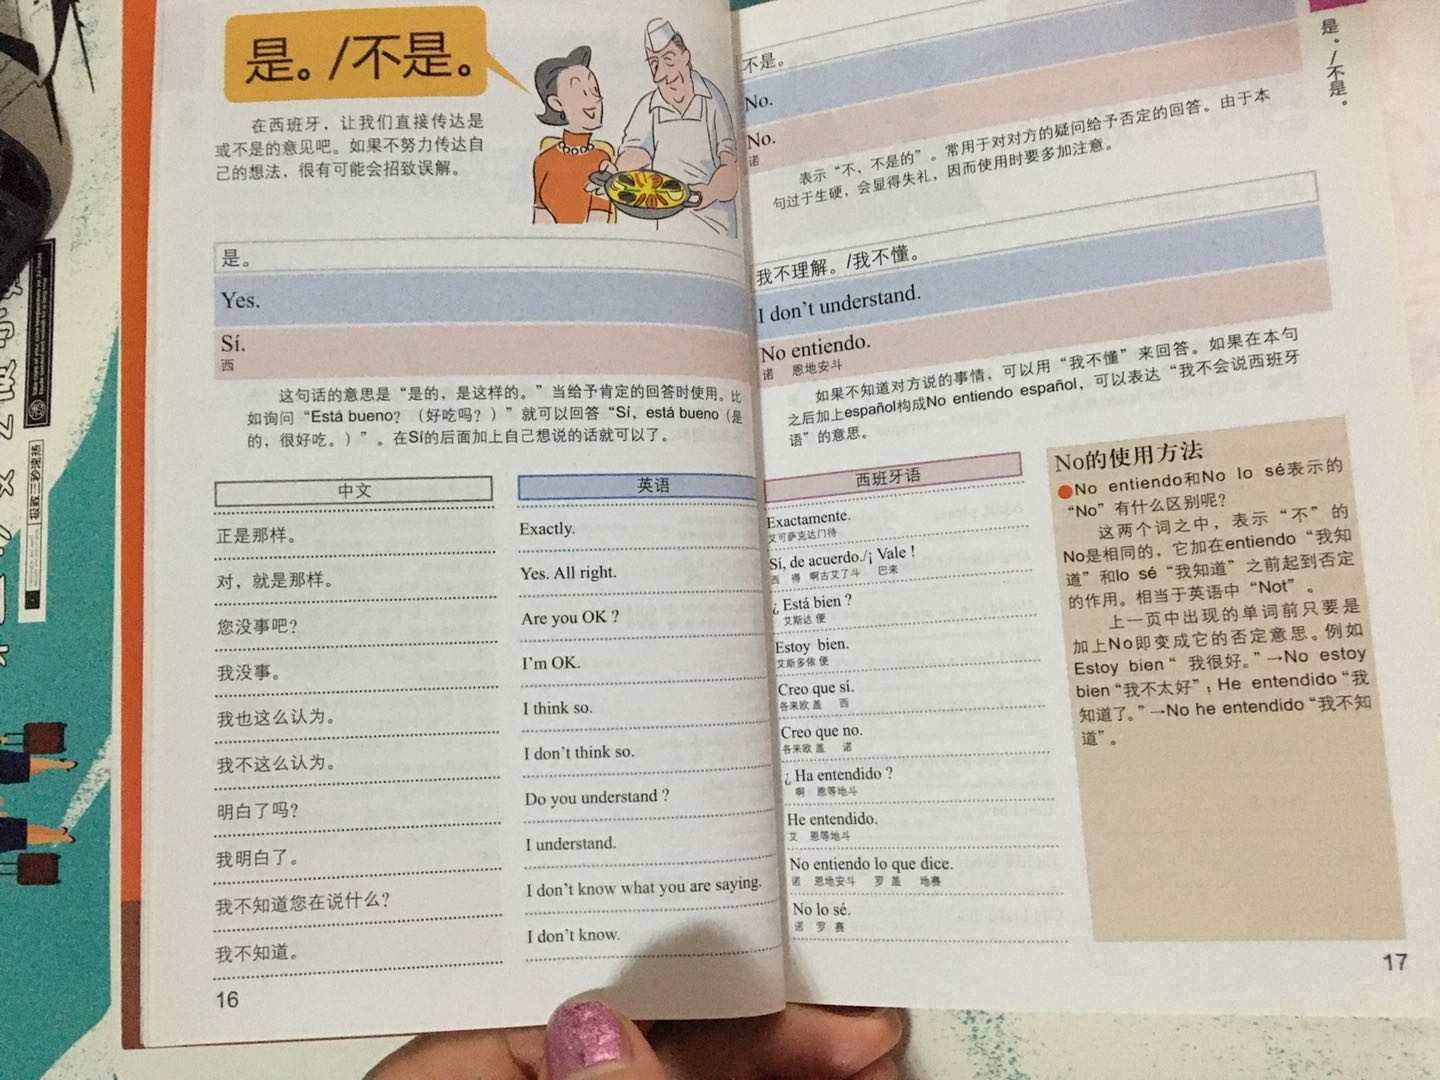 是。/不是。
在西班牙，让我们直接传达是
或不是的意见吧。如果不努力传达自
己的想法，很有可能会招致误解。
是。
Yes.
Sí.
西
这句话的意思是“是的，是这样的。”当给予肯定的回答时使用。比
如询问“Está bueno？（好吃吗？）”就可以回答“Sí，está bueno（是
的，很好吃。）”。在Sí的后面加上自己想说的话就可以了。
中文
英语
正是那样。
Exactly.
对，就是那样。
Yes. All right.
您没事吧？
Are you OK ?
我没事。
I'm OK.
我也这么认为。
I think so.
我不这么认为。
I don't think so.
明白了吗？
Do you understand ?
我明白了。
I understand.
我不知道您在说什么？
I don't know what you are saying.
我不知道。
I don't know.
16
是。/不是。
不是。
No.
No.
诺
表示“不，不是的”。常用于对对方的疑问给予否定的回答。由于本
句过于生硬，会显得失礼，因而使用时要多加注意。
我不理解。/我不懂。
I don't understand.
No entiendo.
诺 恩地安斗
如果不知道对方说的事情，可以用“我不懂”来回答。如果在本句
之后加上español构成No entiendo español，可以表达“我不会说西班牙
语”的意思。
西班牙语
Exactamente.
艾可萨克达门待
Sí, de acuerdo./¡ Vale !
西 得 啊古艾了斗 巴来
¿ Está bien ?
艾斯达 便
Estoy bien.
艾斯多依 便
Creo que sí.
各来欧 盖 西
Creo que no.
各来欧 盖 诺
¿ Ha entendido ?
啊 恩等地斗
He entendido.
艾 恩等地斗
No entiendo lo que dice.
诺 恩地安斗 罗 盖 地赛
No lo sé.
诺 罗 赛
No的使用方法
No entiendo和No lo sé表示的
“No”有什么区别呢？
这两个词之中，表示“不”的
No是相同的，它加在entiendo“我知
道”和lo sé“我知道”之前起到否定
的作用。相当于英语中“Not”。
上一页中出现的单词前只要是
加上No即变成它的否定意思。例如
Estoy bien“我很好。”→No estoy
bien“我不太好”；He entendido“我
知道了。”→No he entendido“我不知
道”。
17